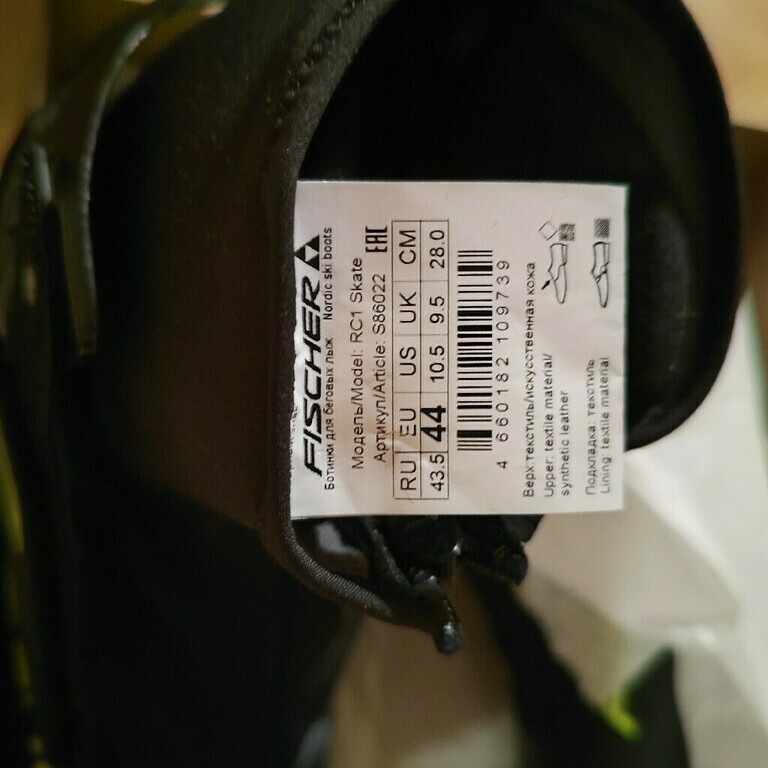 FISCHER
Ботинки для беговых лыж Nordic ski boots
Модель/Model: RC1 Skate
Артикул/Article: S86022
EAC
RU EU US UK CM
43.5 44 10.5 9.5 28.0
4 660182 109739
Верх:текстиль/искусственная кожа
Upper: textile material/
synthetic leather
Подкладка: текстиль
Lining: textile material